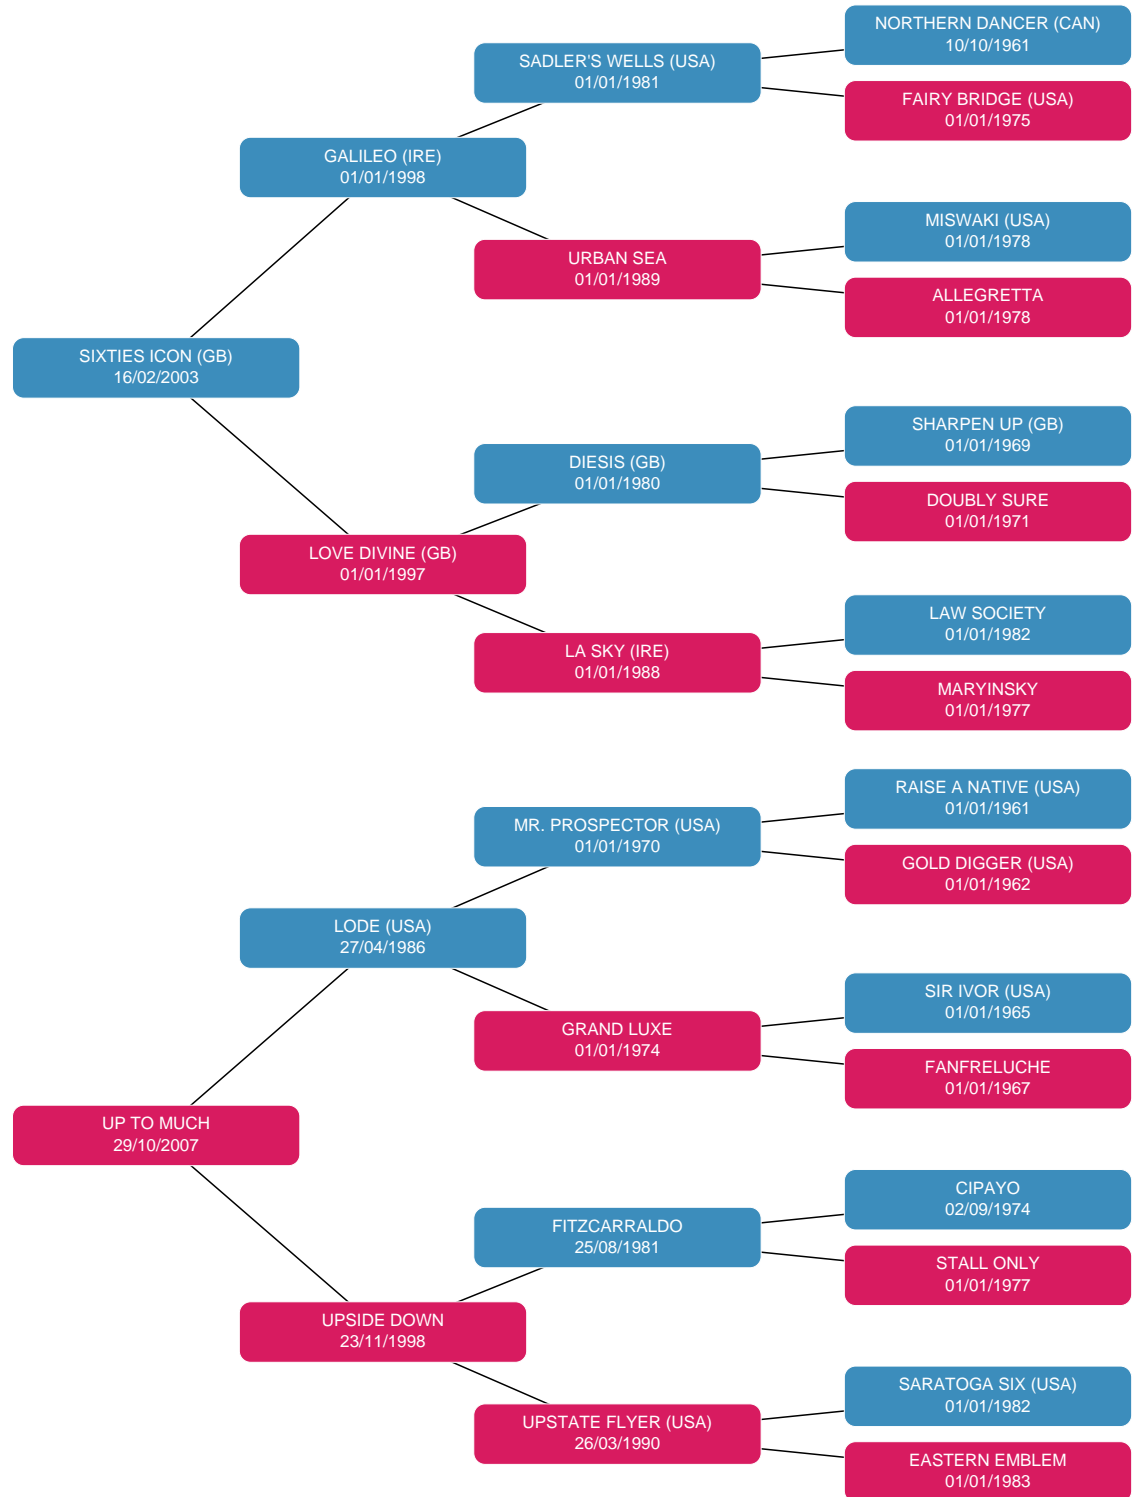 NORTHERN DANCER (CAN)
10/10/1961
SADLER'S WELLS (USA)
01/01/1981
FAIRY BRIDGE (USA)
01/01/1975
GALILEO (IRE)
01/01/1998
MISWAKI (USA)
01/01/1978
URBAN SEA
01/01/1989
ALLEGRETTA
01/01/1978
SIXTIES ICON (GB)
16/02/2003
SHARPEN UP (GB)
01/01/1969
DIESIS (GB)
01/01/1980
DOUBLY SURE
01/01/1971
LOVE DIVINE (GB)
01/01/1997
LAW SOCIETY
01/01/1982
LA SKY (IRE)
01/01/1988
MARYINSKY
01/01/1977
RAISE A NATIVE (USA)
01/01/1961
MR. PROSPECTOR (USA)
01/01/1970
GOLD DIGGER (USA)
01/01/1962
LODE (USA)
27/04/1986
SIR IVOR (USA)
01/01/1965
GRAND LUXE
01/01/1974
FANFRELUCHE
01/01/1967
UP TO MUCH
29/10/2007
CIPAYO
02/09/1974
FITZCARRALDO
25/08/1981
STALL ONLY
01/01/1977
UPSIDE DOWN
23/11/1998
SARATOGA SIX (USA)
01/01/1982
UPSTATE FLYER (USA)
26/03/1990
EASTERN EMBLEM
01/01/1983